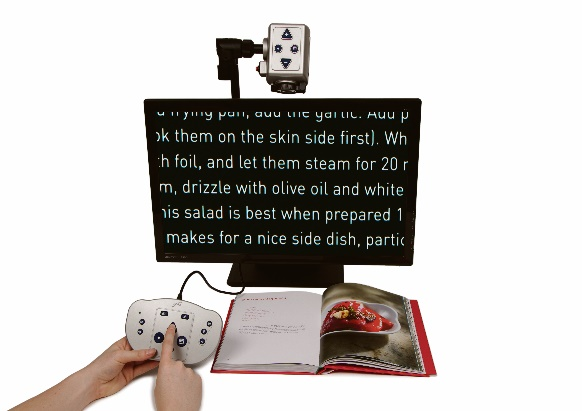 d frying pan, add the garlic. Add p
ok them on the skin side first). Wh
h foil, and let them steam for 20 r
m, drizzle with olive oil and white
his salad is best when prepared 1
makes for a nice side dish, partic